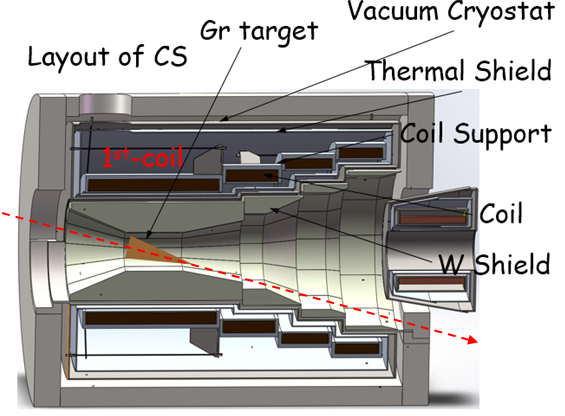 Vacuum Cryostat
Gr target
Layout of CS
Thermal Shield
Coil Support
1st-coil
Coil
W Shield